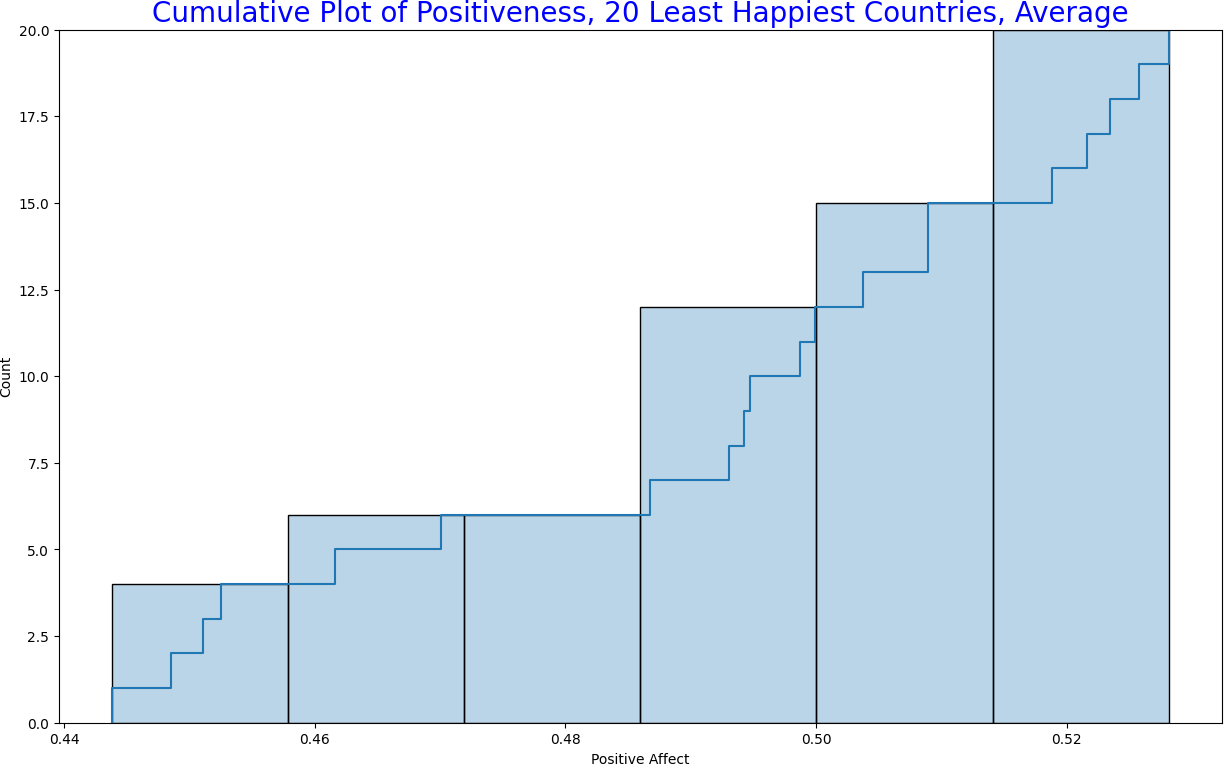 Cumulative Plot of Positiveness, 20 Least Happiest Countries, Average
20.0
17.5
15.0
12.5
10.0
7.5
5.0
2.5
0.0
Count
0.44 0.46 0.48 0.50 0.52
Positive Affect